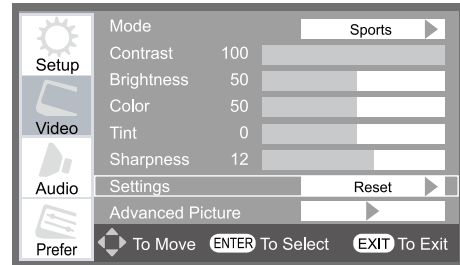 Setup
Video
Audio
Prefer
Mode Sports
Contrast 100
Brightness 50
Color 50
Tint 0
Sharpness 12
Settings Reset
Advanced Picture
To Move ENTER To Select EXIT To Exit